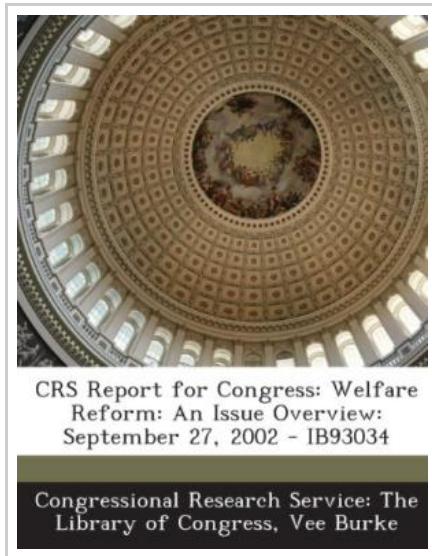 CRS Report for Congress: Welfare
Reform: An Issue Overview:
September 27, 2002 - IB93034
Congressional Research Service: The
Library of Congress, Vee Burke